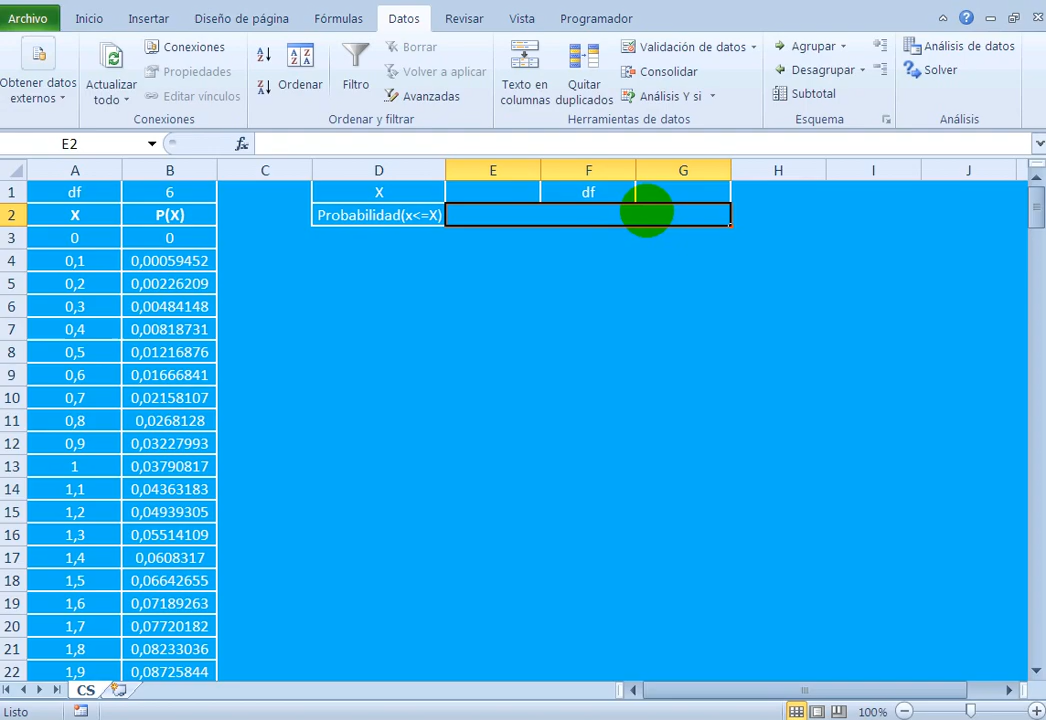 Archivo Inicio Insertar Diseño de página Fórmulas Datos Revisar Vista Programador
Obtener datos externos
Actualizar todo
Conexiones
Propiedades
Editar vínculos
Conexiones
Ordenar
Filtro
Borrar
Volver a aplicar
Avanzadas
Ordenar y filtrar
Texto en columnas
Quitar duplicados
Validación de datos
Consolidar
Análisis Y si
Herramientas de datos
Agrupar
Desagrupar
Subtotal
Esquema
Análisis de datos
Solver
Análisis
E2 fx
A B C D E F G H I J
1 df 6 X df
2 X P(X) Probabilidad(x<=X)
3 0 0
4 0,1 0,00059452
5 0,2 0,00226209
6 0,3 0,00484148
7 0,4 0,00818731
8 0,5 0,01216876
9 0,6 0,01666841
10 0,7 0,02158107
11 0,8 0,0268128
12 0,9 0,03227993
13 1 0,03790817
14 1,1 0,04363183
15 1,2 0,04939305
16 1,3 0,05514109
17 1,4 0,0608317
18 1,5 0,06642655
19 1,6 0,07189263
20 1,7 0,07720182
21 1,8 0,08233036
22 1,9 0,08725844
CS
Listo 100%